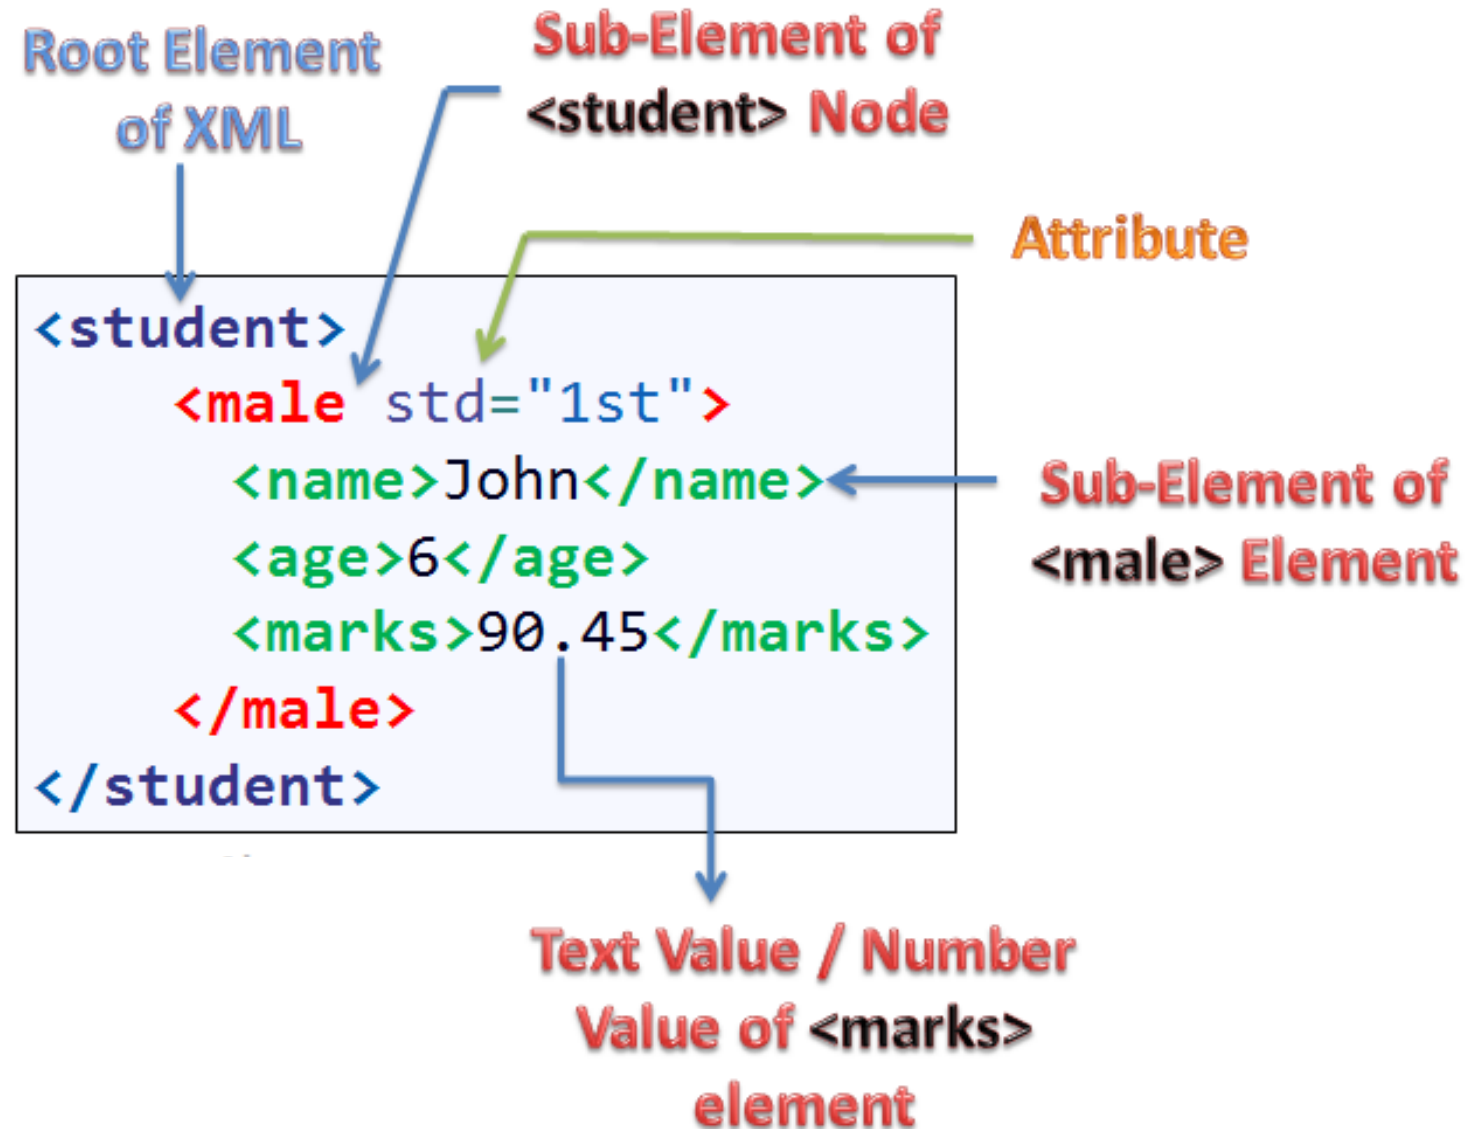 Root Element
of XML
Sub-Element of
<student> Node
Attribute
<student>
<male std="1st">
<name>John</name>
<age>6</age>
<marks>90.45</marks>
</male>
</student>
Sub-Element of
<male> Element
Text Value / Number
Value of <marks>
element